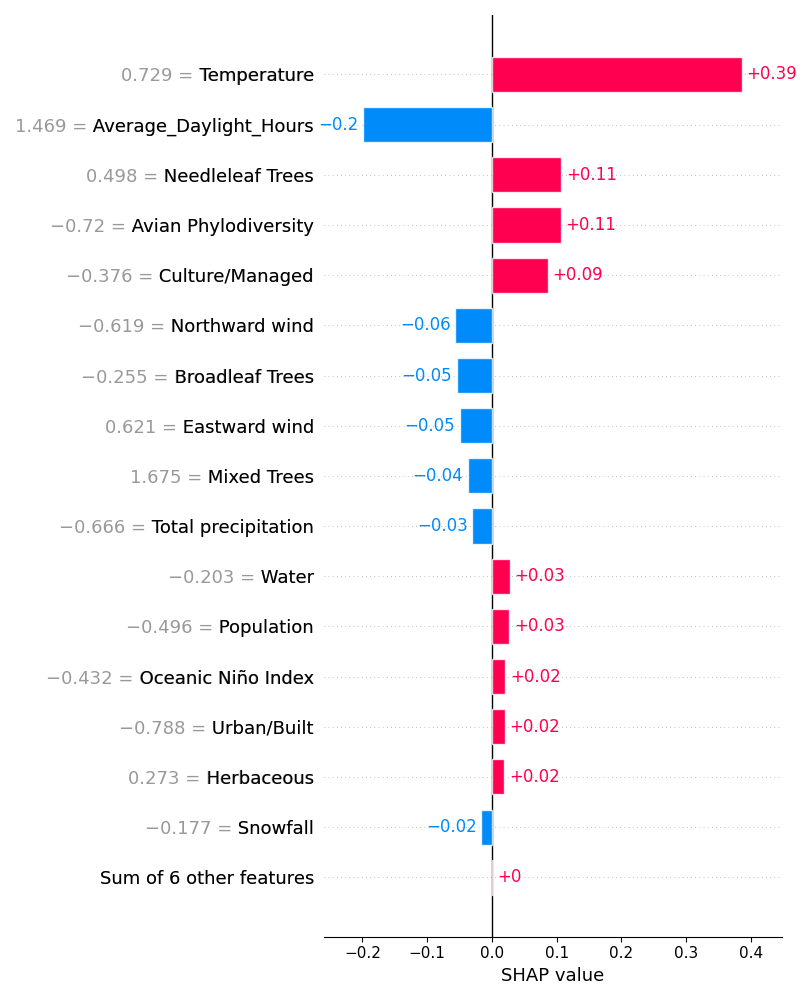 0.729 = Temperature +0.39
1.469 = Average_Daylight_Hours −0.2
0.498 = Needleleaf Trees +0.11
−0.72 = Avian Phylodiversity +0.11
−0.376 = Culture/Managed +0.09
−0.619 = Northward wind −0.06
−0.255 = Broadleaf Trees −0.05
0.621 = Eastward wind −0.05
1.675 = Mixed Trees −0.04
−0.666 = Total precipitation −0.03
−0.203 = Water +0.03
−0.496 = Population +0.03
−0.432 = Oceanic Niño Index +0.02
−0.788 = Urban/Built +0.02
0.273 = Herbaceous +0.02
−0.177 = Snowfall −0.02
Sum of 6 other features +0
−0.2 −0.1 0.0 0.1 0.2 0.3 0.4
SHAP value